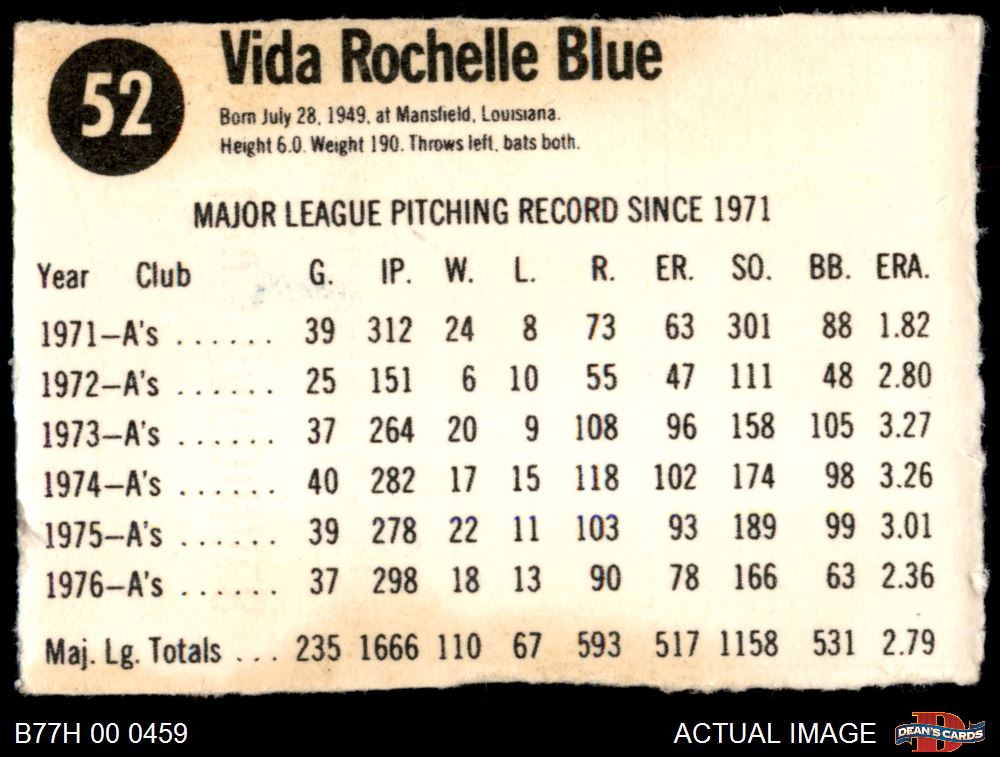 52
Vida Rochelle Blue
Born July 28, 1949, at Mansfield, Louisiana.
Height 6.0. Weight 190. Throws left, bats both.
MAJOR LEAGUE PITCHING RECORD SINCE 1971
Year Club G. IP. W. L. R. ER. SO. BB. ERA.
1971—A's ...... 39 312 24 8 73 63 301 88 1.82
1972—A's ...... 25 151 6 10 55 47 111 48 2.80
1973—A's ...... 37 264 20 9 108 96 158 105 3.27
1974—A's ...... 40 282 17 15 118 102 174 98 3.26
1975—A's ...... 39 278 22 11 103 93 189 99 3.01
1976—A's ...... 37 298 18 13 90 78 166 63 2.36
Maj. Lg. Totals ... 235 1666 110 67 593 517 1158 531 2.79
B77H 00 0459
ACTUAL IMAGE
D
DEAN'S CARDS